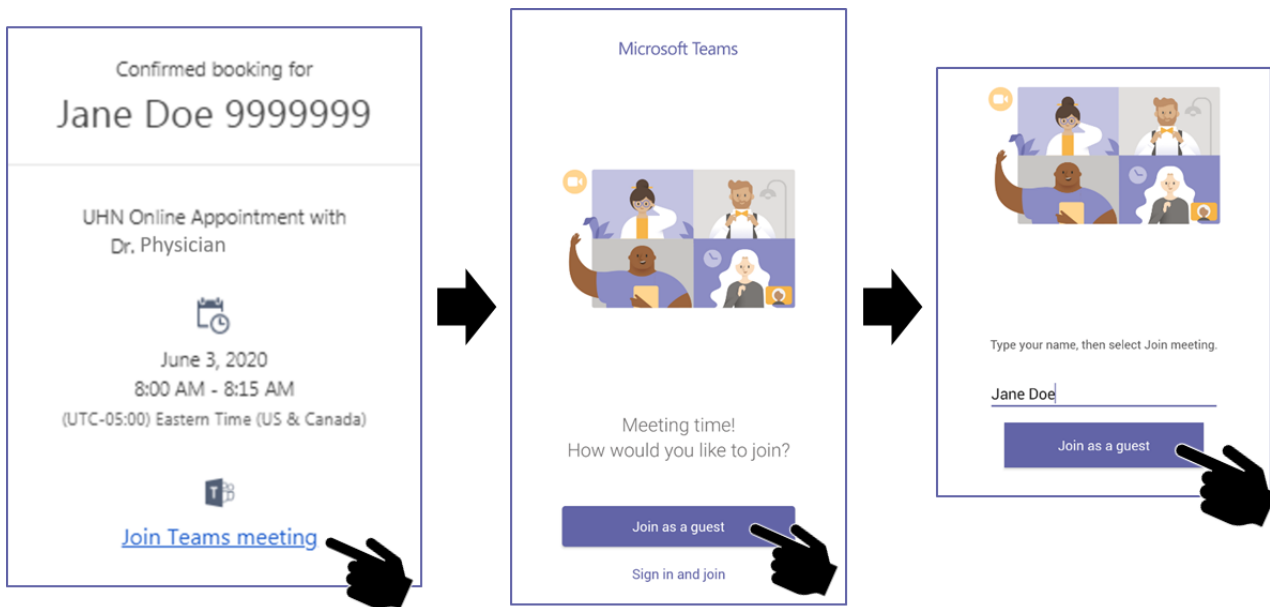 Confirmed booking for
Jane Doe 9999999
UHN Online Appointment with
Dr. Physician
June 3, 2020
8:00 AM - 8:15 AM
(UTC-05:00) Eastern Time (US & Canada)
T
Join Teams meeting
Microsoft Teams
Meeting time!
How would you like to join?
Join as a guest
Sign in and join
Type your name, then select Join meeting.
Jane Doe
Join as a guest